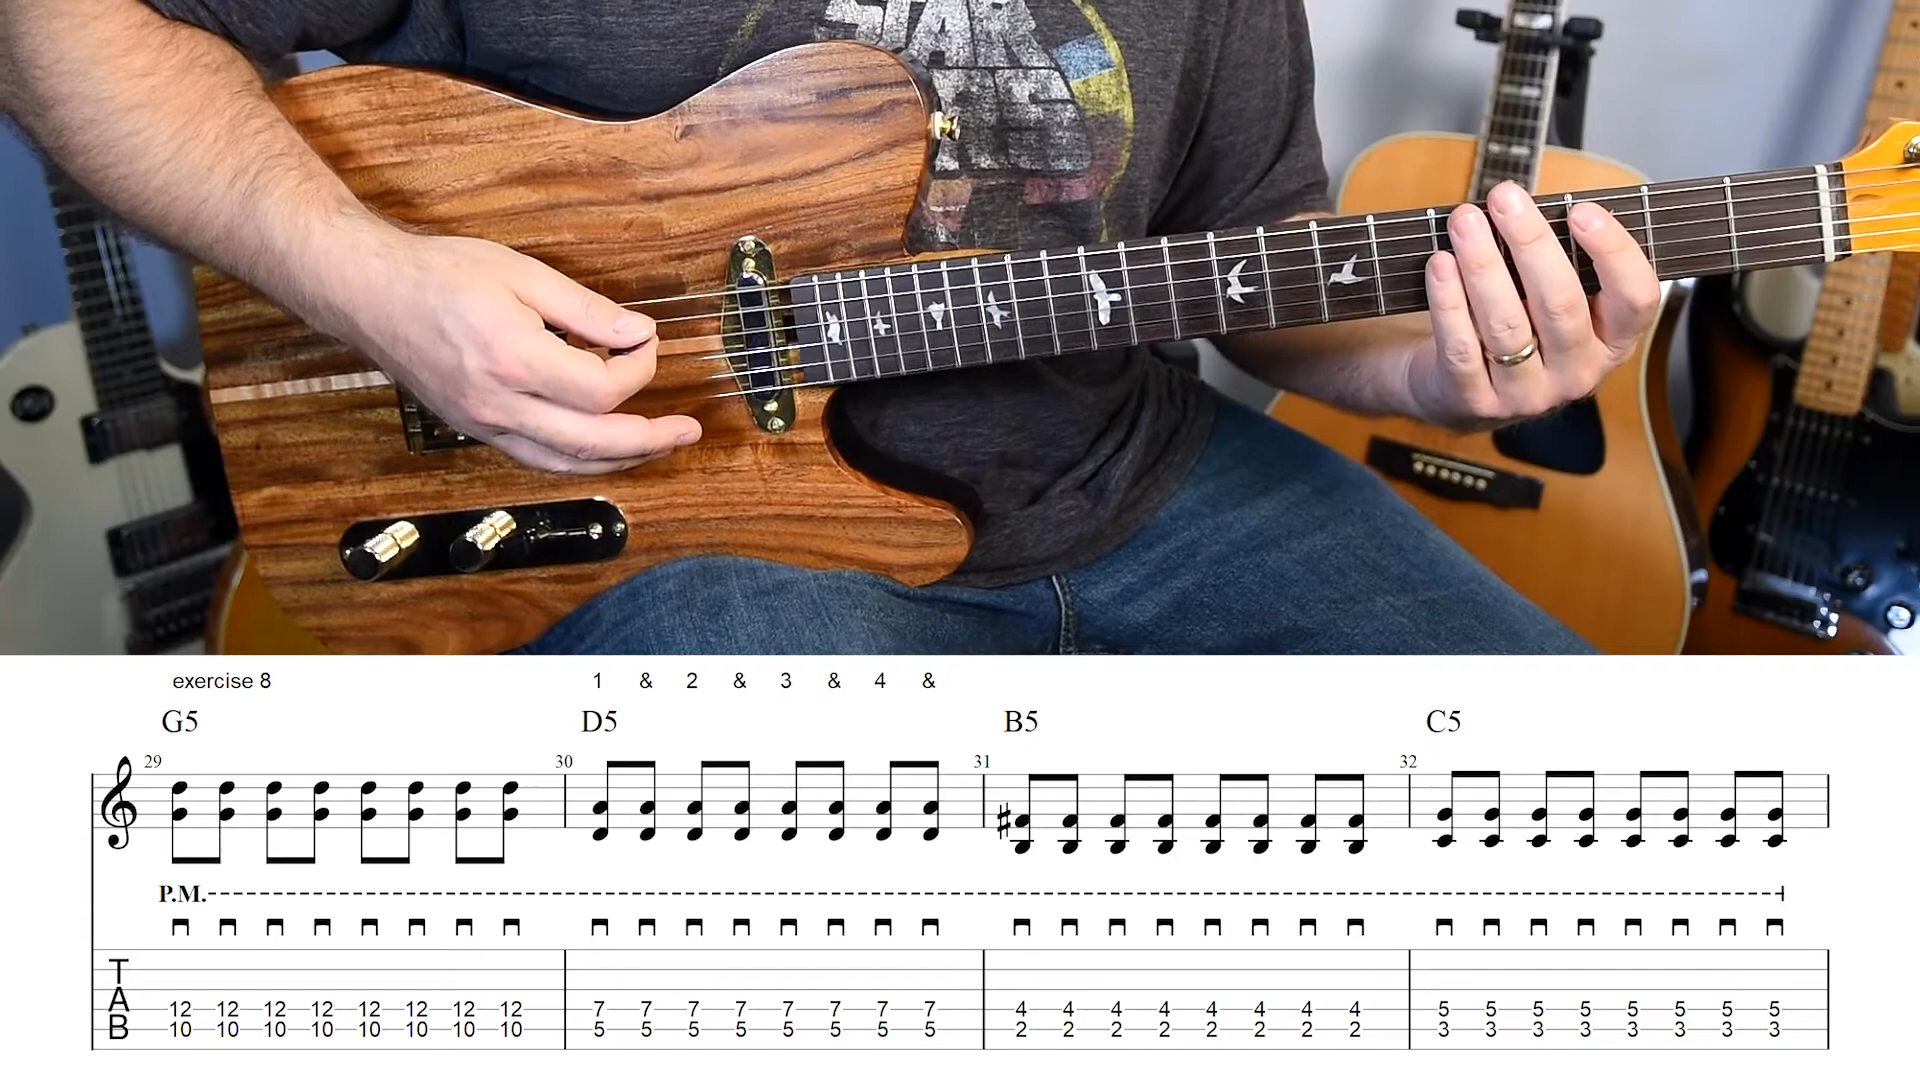 STAR
WARS
exercise 8 1 & 2 & 3 & 4 &
G5 D5 B5 C5
29 30 31 32
P.M.
T
A 12 12 12 12 12 12 12 12 7 7 7 7 7 7 7 7 4 4 4 4 4 4 4 4 5 5 5 5 5 5 5 5
B 10 10 10 10 10 10 10 10 5 5 5 5 5 5 5 5 2 2 2 2 2 2 2 2 3 3 3 3 3 3 3 3